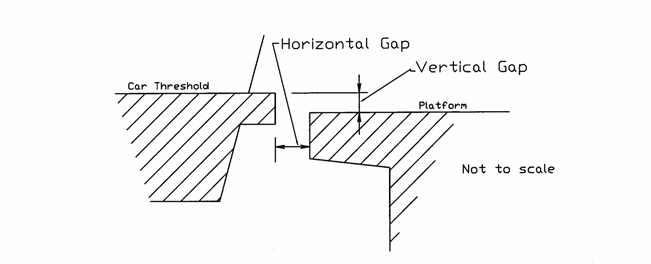 Horizontal Gap
Vertical Gap
Car Threshold
Platform
Not to scale